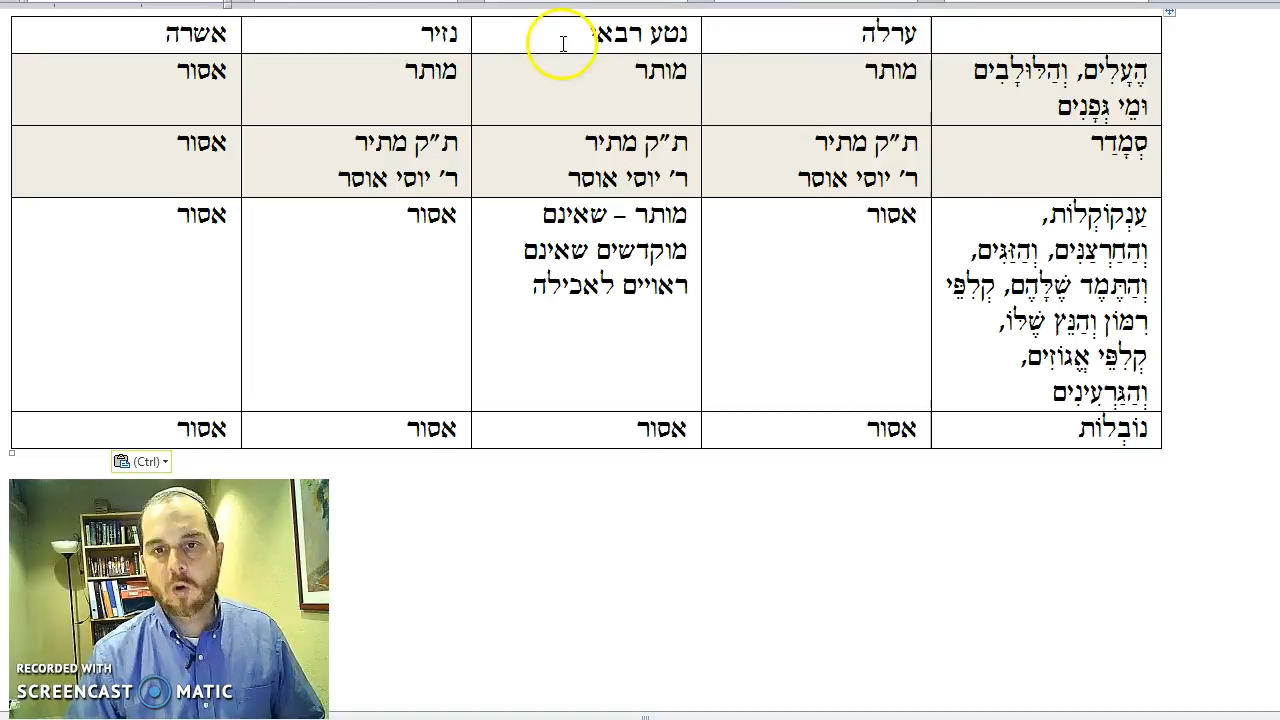 ערלה
נטע רבאי
נזיר
אשרה
הֶעָלִים, וְהַלּוּלָבִים
וּמֵי גְּפָנִים
מותר
מותר
מותר
אסור
סְמָדַר
ת"ק מתיר
ר' יוסי אוסר
ת"ק מתיר
ר' יוסי אוסר
ת"ק מתיר
ר' יוסי אוסר
אסור
עֲנְקוֹקְלוֹת,
וְהַחַרְצַנִּים, וְהַזַּגִּים,
וְהַתֶּמֶד שֶׁלָּהֶם, קְלִפֵּי
רִמּוֹן וְהַנֵּץ שֶׁלּוֹ,
קְלִפֵּי אֱגוֹזִים,
וְהַגַּרְעִינִים
אסור
מותר – שאינם
מוקדשים שאינם
ראויים לאכילה
אסור
אסור
נוֹבְלוֹת
אסור
אסור
אסור
אסור
(Ctrl)
RECORDED WITH
SCREENCAST MATIC